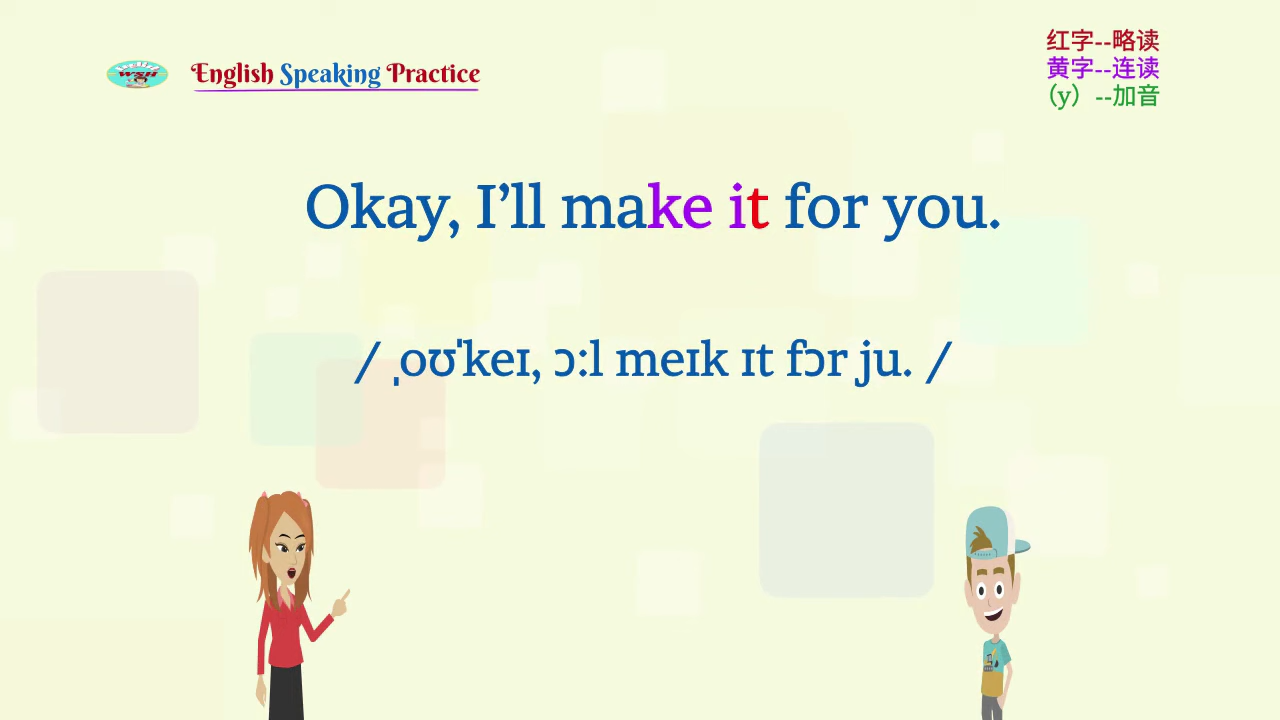 English Speaking Practice
红字--略读
黄字--连读
（y）--加音
Okay, I’ll make it for you.
/ ˌoʊˈkeɪ, ɔ:l meɪk ɪt fɔr ju. /